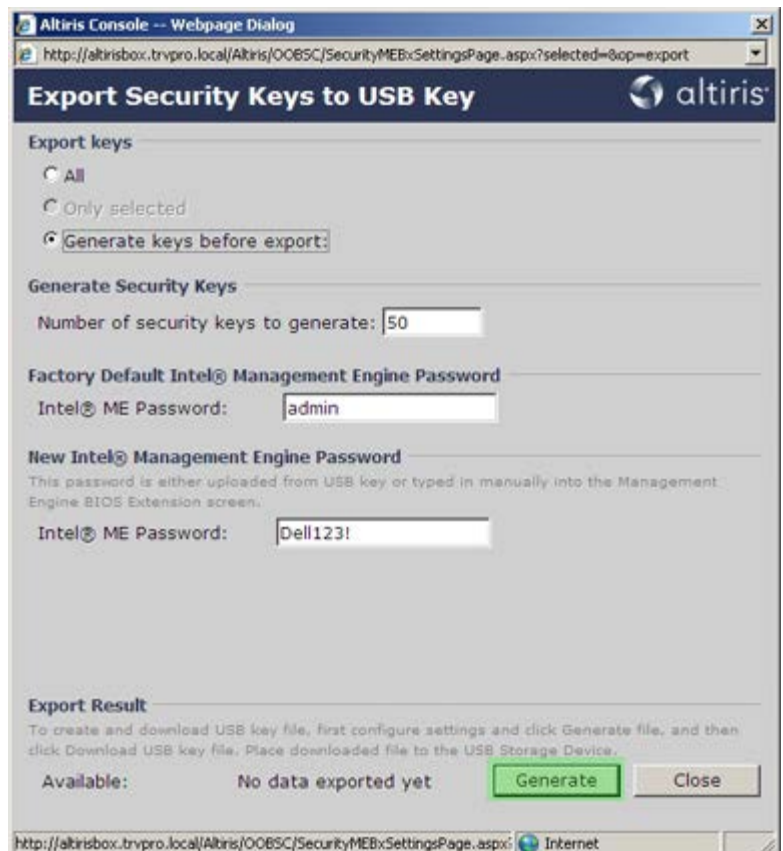 Altiris Console -- Webpage Dialog
http://altirisbox.trvpro.local/Altiris/OOBSC/SecurityMEBxSettingsPage.aspx?selected=&op=export
Export Security Keys to USB Key
altiris
Export keys
All
Only selected
Generate keys before export:
Generate Security Keys
Number of security keys to generate: 50
Factory Default Intel® Management Engine Password
Intel® ME Password: admin
New Intel® Management Engine Password
This password is either uploaded from USB key or typed in manually into the Management
Engine BIOS Extension screen.
Intel® ME Password: Dell123!
Export Result
To create and download USB key file, first configure settings and click Generate file, and then
click Download USB key file. Place downloaded file to the USB Storage Device.
Available: No data exported yet Generate Close
http://altirisbox.trvpro.local/Altiris/OOBSC/SecurityMEBxSettingsPage.aspx Internet